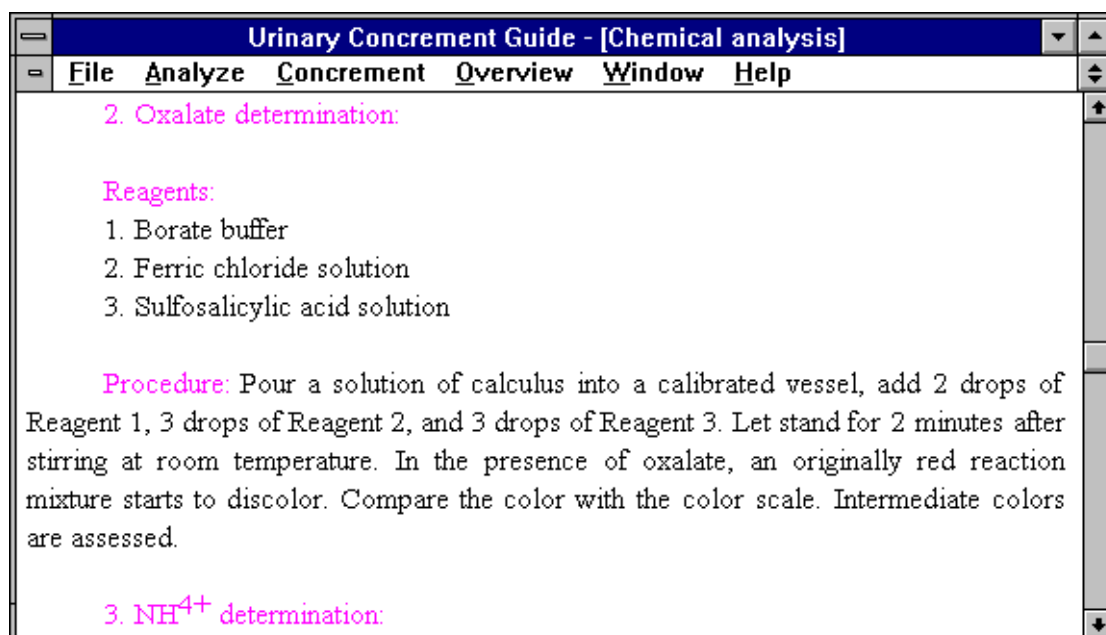 Urinary Concrement Guide - [Chemical analysis]
File Analyze Concrement Overview Window Help
2. Oxalate determination:
Reagents:
1. Borate buffer
2. Ferric chloride solution
3. Sulfosalicylic acid solution
Procedure: Pour a solution of calculus into a calibrated vessel, add 2 drops of
Reagent 1, 3 drops of Reagent 2, and 3 drops of Reagent 3. Let stand for 2 minutes after
stirring at room temperature. In the presence of oxalate, an originally red reaction
mixture starts to discolor. Compare the color with the color scale. Intermediate colors
are assessed.
3. NH⁴⁺ determination: